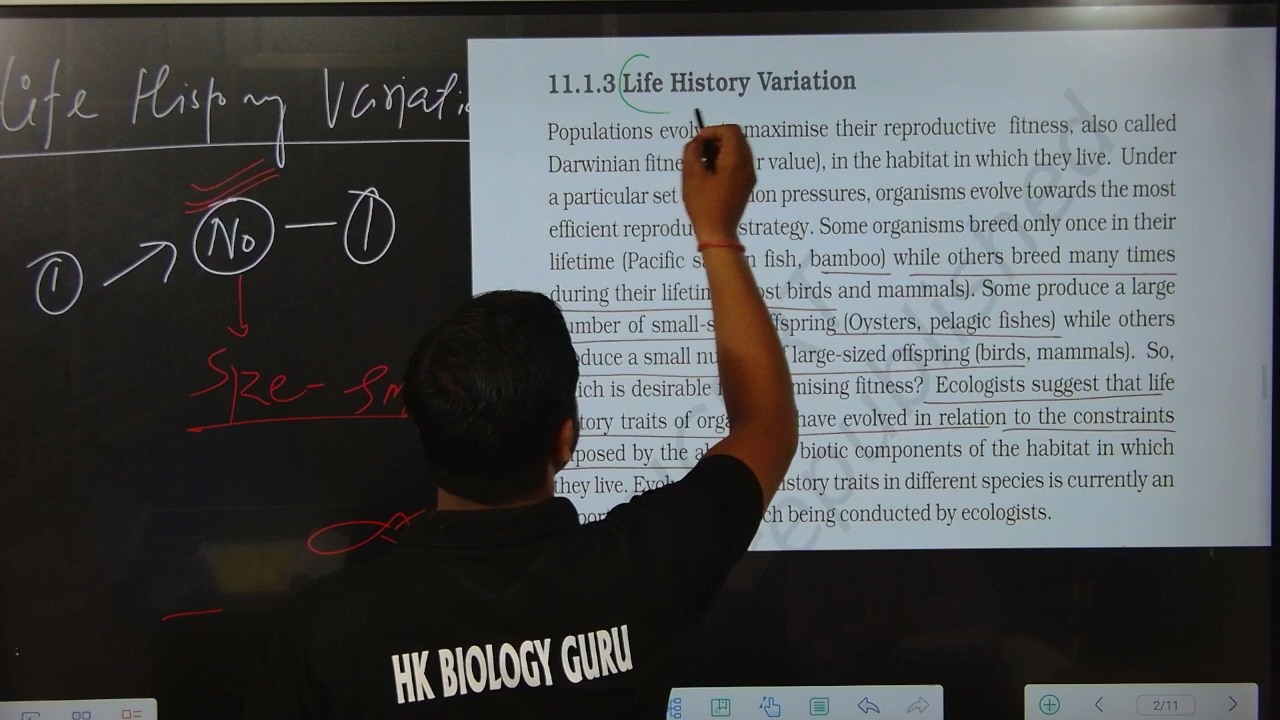 Life History Variati
No
1
1
Size-
11.1.3 Life History Variation
Populations evol maximise their reproductive fitness, also called
Darwinian fitne r value), in the habitat in which they live. Under
a particular set ion pressures, organisms evolve towards the most
efficient reprodu strategy. Some organisms breed only once in their
lifetime (Pacific s n fish, bamboo) while others breed many times
during their lifetin ost birds and mammals). Some produce a large
umber of small-s ffspring (Oysters, pelagic fishes) while others
oduce a small nu f large-sized offspring (birds, mammals). So,
ich is desirable mising fitness? Ecologists suggest that life
tory traits of orga have evolved in relation to the constraints
posed by the a biotic components of the habitat in which
they live. Evol istory traits in different species is currently an
port ch being conducted by ecologists.
HK BIOLOGY GURU
2/11